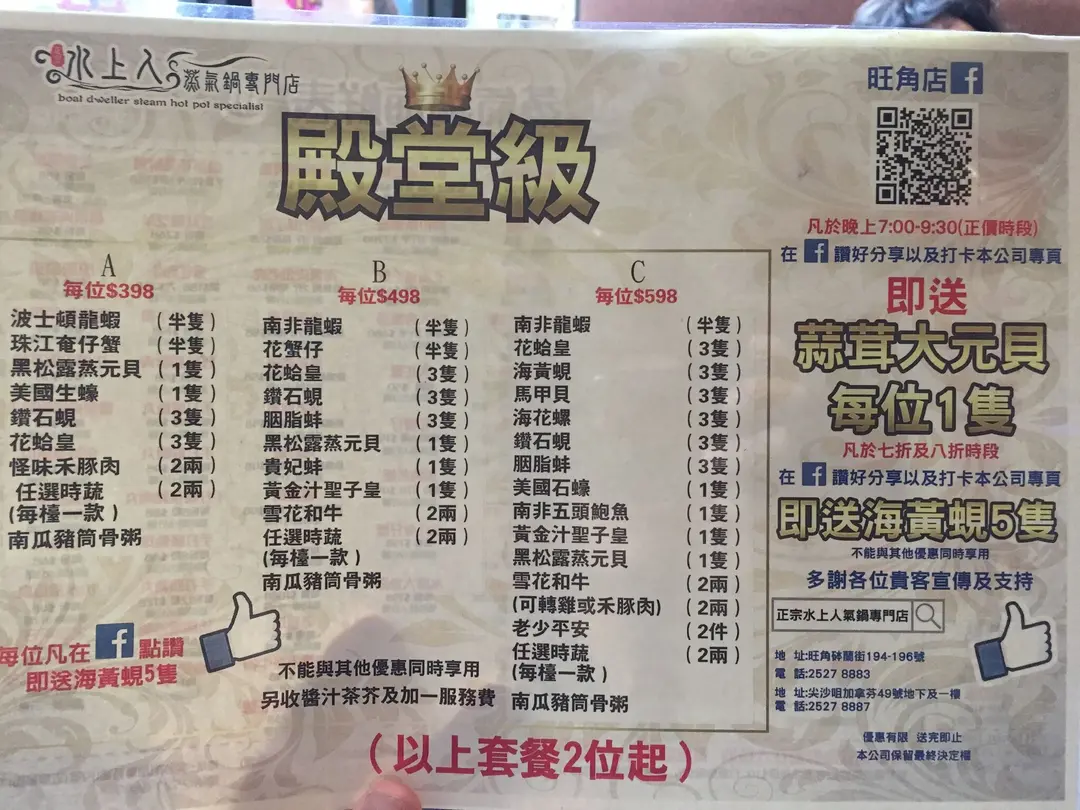 水上人 蒸氣鍋專門店
boat dweller steam hot pot specialist
殿堂級
A
每位$398
波士頓龍蝦 (半隻)
珠江奄仔蟹 (半隻)
黑松露蒸元貝 (1隻)
美國生蠔 (1隻)
鑽石蜆 (3隻)
花蛤皇 (3隻)
怪味禾豚肉 (2兩)
任選時蔬 (2兩)
(每檯一款)
南瓜豬筒骨粥
每位凡在 f 點讚
即送海黃蜆5隻
B
每位$498
南非龍蝦 (半隻)
花蟹仔 (半隻)
花蛤皇 (3隻)
鑽石蜆 (3隻)
胭脂蚌 (3隻)
黑松露蒸元貝 (1隻)
貴妃蚌 (1隻)
黃金汁聖子皇 (1隻)
雪花和牛 (2兩)
任選時蔬 (2兩)
(每檯一款)
南瓜豬筒骨粥
不能與其他優惠同時享用
另收醬汁茶芥及加一服務費
C
每位$598
南非龍蝦 (半隻)
花蛤皇 (3隻)
海黃蜆 (3隻)
馬甲貝 (3隻)
海花螺 (3隻)
鑽石蜆 (3隻)
胭脂蚌 (3隻)
美國石蠔 (1隻)
南非五頭鮑魚 (1隻)
黃金汁聖子皇 (1隻)
黑松露蒸元貝 (1隻)
雪花和牛 (2兩)
(可轉雞或禾豚肉) (2兩)
老少平安 (2件)
任選時蔬 (2兩)
(每檯一款)
南瓜豬筒骨粥
(以上套餐2位起)
旺角店 f
凡於晚上7:00-9:30(正價時段)
在 f 讚好分享以及打卡本公司專頁
即送
蒜茸大元貝
每位1隻
凡於七折及八折時段
在 f 讚好分享以及打卡本公司專頁
即送海黃蜆5隻
不能與其他優惠同時享用
多謝各位貴客宣傳及支持
正宗水上人氣鍋專門店
地 址:旺角砵蘭街194-196號
電 話:2527 8883
地 址:尖沙咀加拿芬49號地下及一樓
電 話:2527 8887
優惠有限 送完即止
本公司保留最終決定權